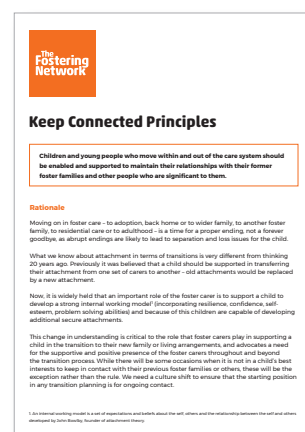 The
Fostering
Network
Keep Connected Principles
Children and young people who move within and out of the care system should
be enabled and supported to maintain their relationships with their former
foster families and other people who are significant to them.
Rationale
Moving on in foster care – to adoption, back home or to wider family, to another foster
family, to residential care or to adulthood – is a time for a proper ending, not a forever
goodbye, as abrupt endings are likely to lead to separation and loss issues for the child.
What we know about attachment in terms of transitions is very different from thinking
20 years ago. Previously it was believed that a child should be supported in transferring
their attachment from one set of carers to another – old attachments would be replaced
by a new attachment.
Now, it is widely held that an important role of the foster carer is to support a child to
develop a strong internal working model¹ (incorporating resilience, confidence, self-
esteem, problem solving abilities) and because of this children are capable of developing
additional secure attachments.
This change in understanding is critical to the role that foster carers play in supporting a
child in the transition to their new family or living arrangements, and advocates a need
for the supportive and positive presence of the foster carers throughout and beyond
the transition process. While there will be some occasions when it is not in a child's best
interests to keep in contact with their previous foster families or others, these will be the
exception rather than the rule. We need a culture shift to ensure that the starting position
in any transition planning is for ongoing contact.
1 An internal working model is a set of expectations and beliefs about the self, others and the relationship between the self and others
developed by John Bowlby, founder of attachment theory.